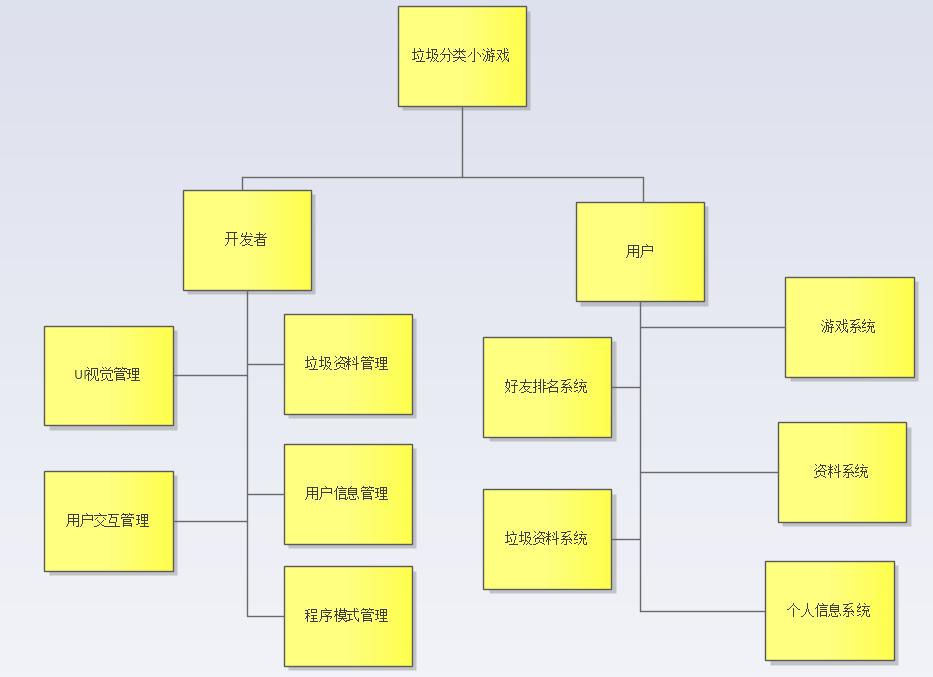 垃圾分类小游戏
开发者
用户
UI视觉管理
垃圾资料管理
用户交互管理
用户信息管理
程序模式管理
好友排名系统
游戏系统
垃圾资料系统
资料系统
个人信息系统